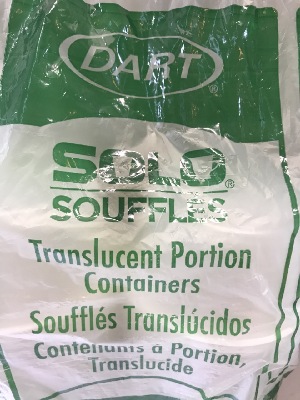 DART®
SOLO®
SOUFFLÉS
Translucent Portion
Containers
Soufflés Translúcidos
Contenants à Portion,
Translucide